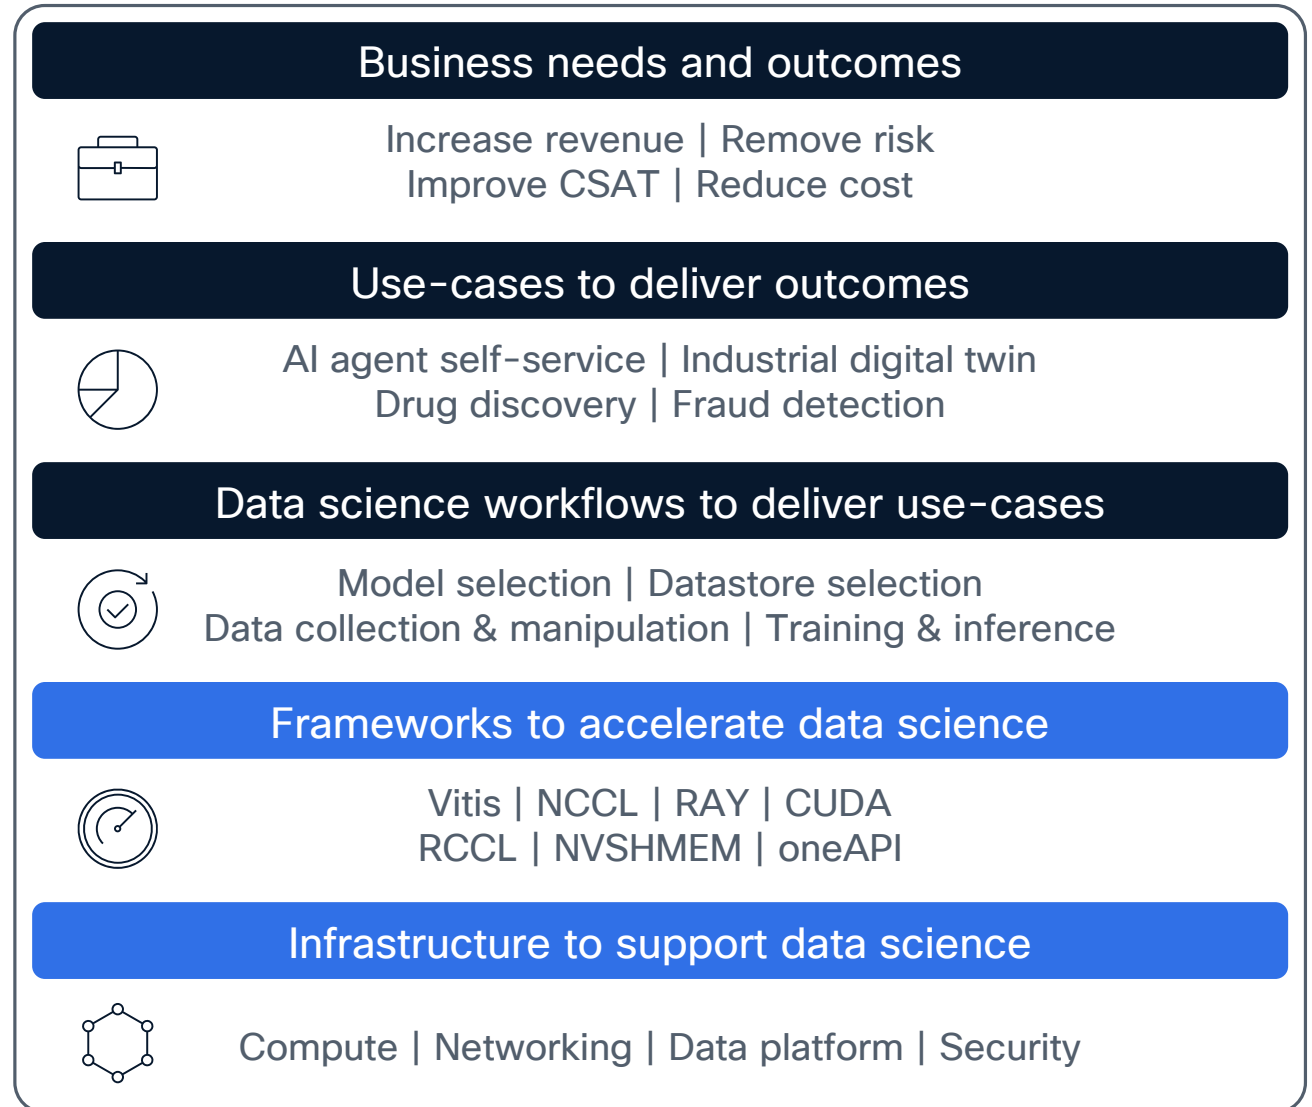 Business needs and outcomes
Increase revenue | Remove risk
Improve CSAT | Reduce cost
Use-cases to deliver outcomes
AI agent self-service | Industrial digital twin
Drug discovery | Fraud detection
Data science workflows to deliver use-cases
Model selection | Datastore selection
Data collection & manipulation | Training & inference
Frameworks to accelerate data science
Vitis | NCCL | RAY | CUDA
RCCL | NVSHMEM | oneAPI
Infrastructure to support data science
Compute | Networking | Data platform | Security